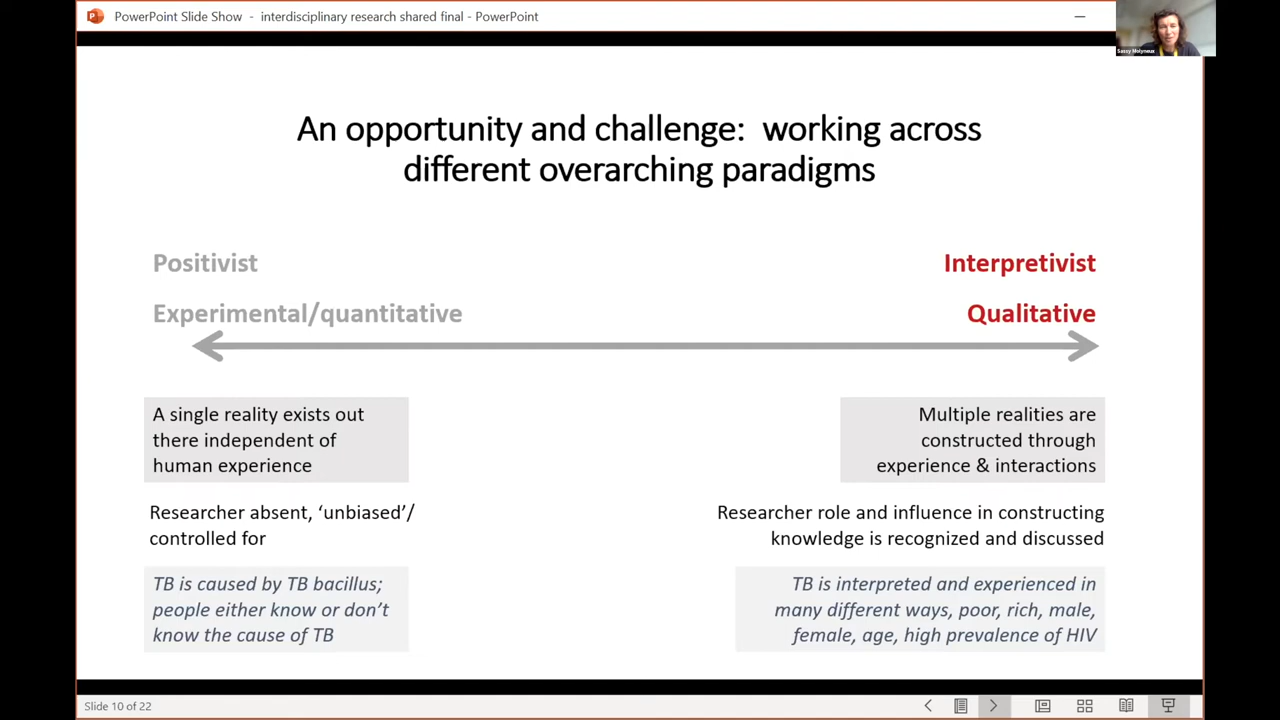 PowerPoint Slide Show - interdisciplinary research shared final - PowerPoint
Sassy Molyneux
An opportunity and challenge: working across
different overarching paradigms
Positivist
Interpretivist
Experimental/quantitative
Qualitative
A single reality exists out
there independent of
human experience
Multiple realities are
constructed through
experience & interactions
Researcher absent, ‘unbiased’/
controlled for
Researcher role and influence in constructing
knowledge is recognized and discussed
TB is caused by TB bacillus;
people either know or don’t
know the cause of TB
TB is interpreted and experienced in
many different ways, poor, rich, male,
female, age, high prevalence of HIV
Slide 10 of 22